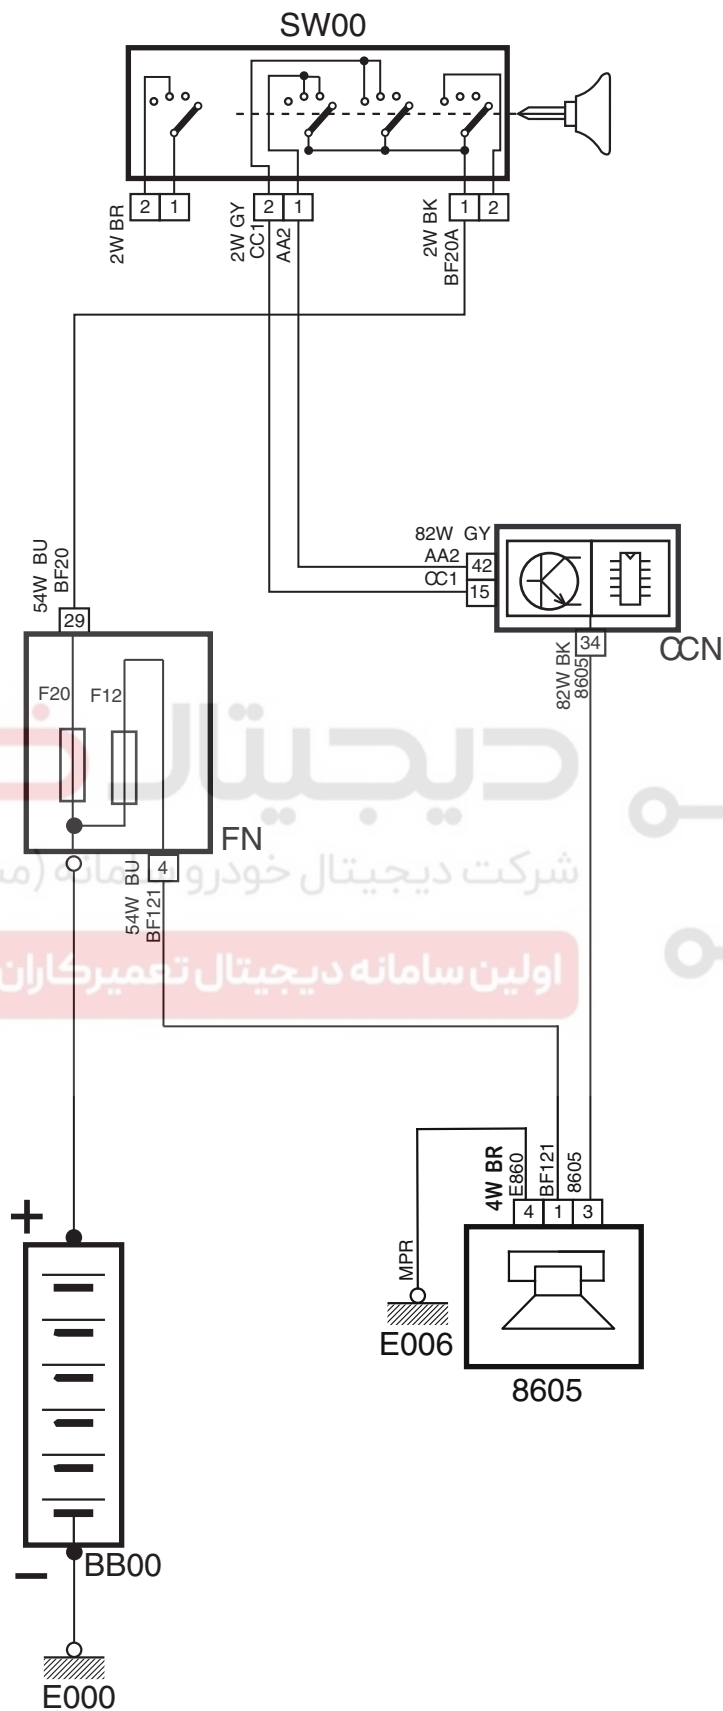 SW00
2 1 2 1 1 2
2W BR
2W GY
CC1
AA2
2W BK
BF20A
82W GY
AA2 42
CC1 15
34
CCN
82W BK
8605
54W BU
BF20
29
F20 F12
FN
دیجیتال
شرکت دیجیتال خودرو سامانه (مس
اولین سامانه دیجیتال تعمیرکاران
4
54W BU
BF121
4W BR
E860
BF121
8605
4 1 3
MPR
E006
8605
+
BB00
–
E000